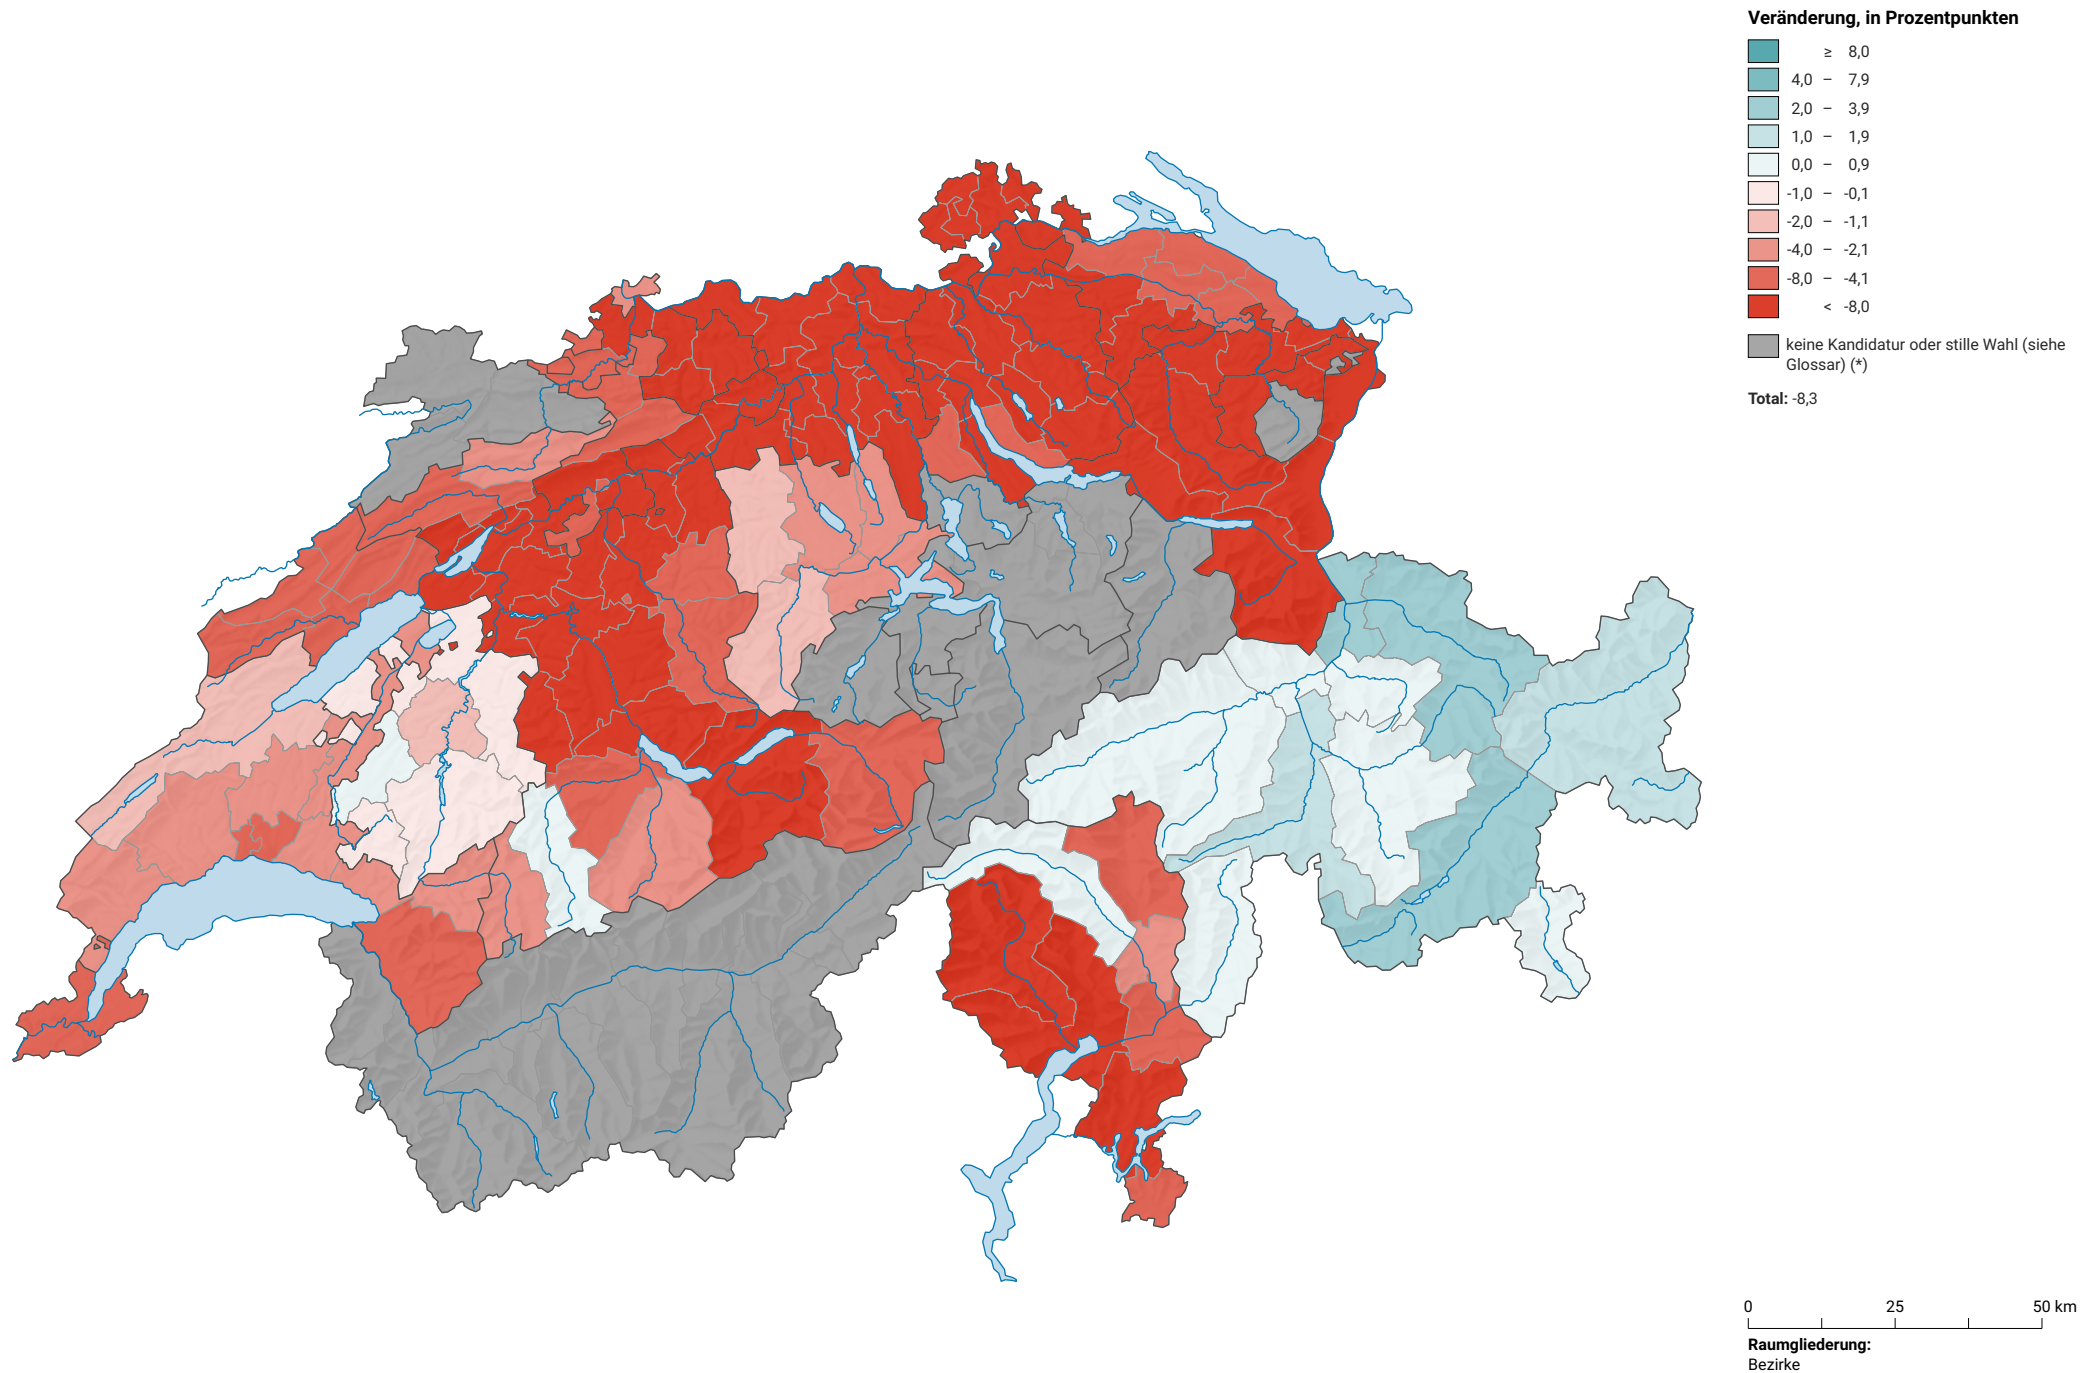 Veränderung, in Prozentpunkten
≥ 8,0
4,0 – 7,9
2,0 – 3,9
1,0 – 1,9
0,0 – 0,9
-1,0 – -0,1
-2,0 – -1,1
-4,0 – -2,1
-8,0 – -4,1
< -8,0
keine Kandidatur oder stille Wahl (siehe
Glossar) (*)
Total: -8,3
0 25 50 km
Raumgliederung:
Bezirke